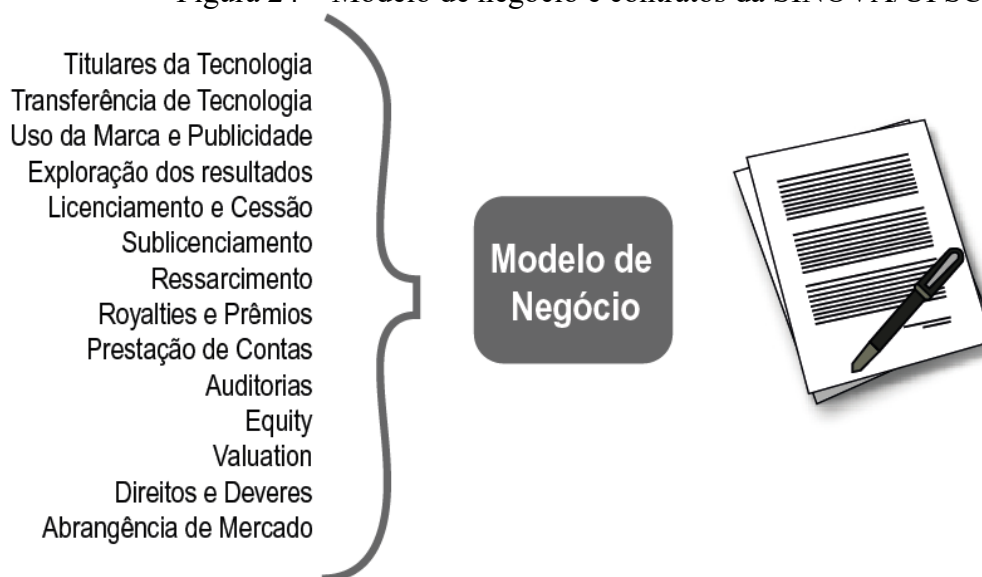 Figura 24 – Modelo de negócio e contratos da SINOVA/UFSC
Titulares da Tecnologia
Transferência de Tecnologia
Uso da Marca e Publicidade
Exploração dos resultados
Licenciamento e Cessão
Sublicenciamento
Ressarcimento
Royalties e Prêmios
Prestação de Contas
Auditorias
Equity
Valuation
Direitos e Deveres
Abrangência de Mercado
Modelo de
Negócio